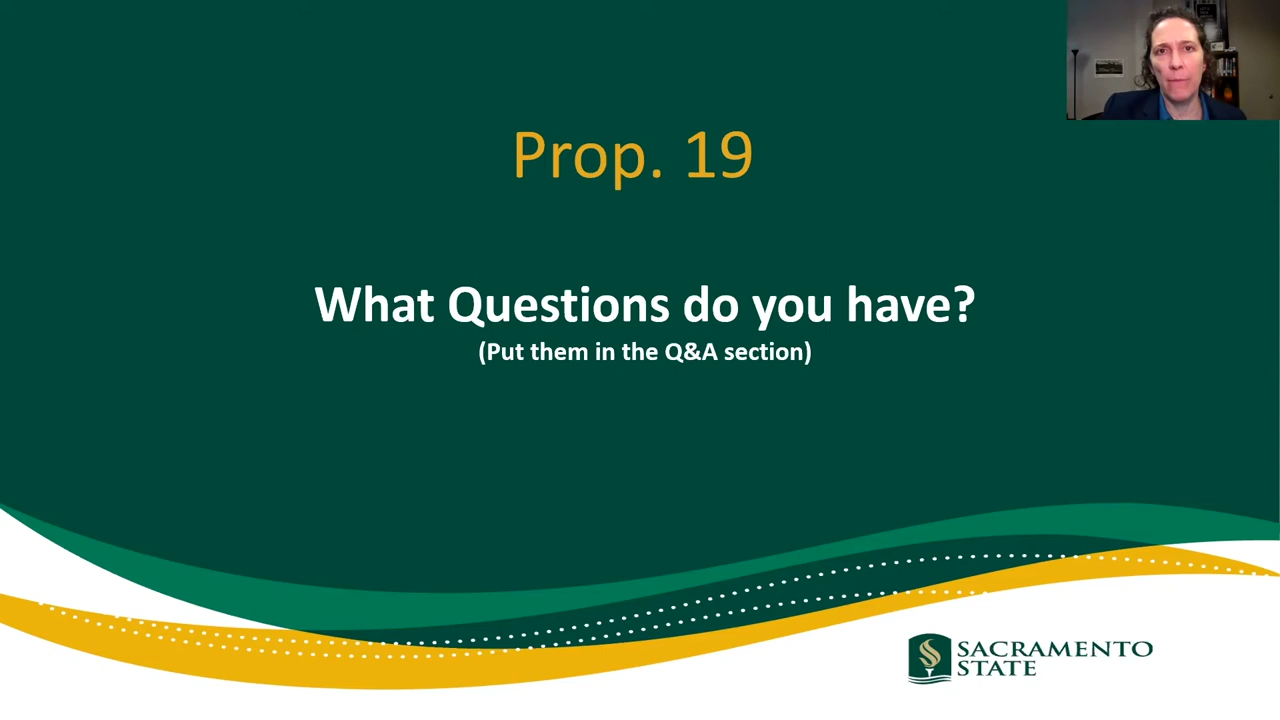 Prop. 19
What Questions do you have?
(Put them in the Q&A section)
SACRAMENTO
STATE